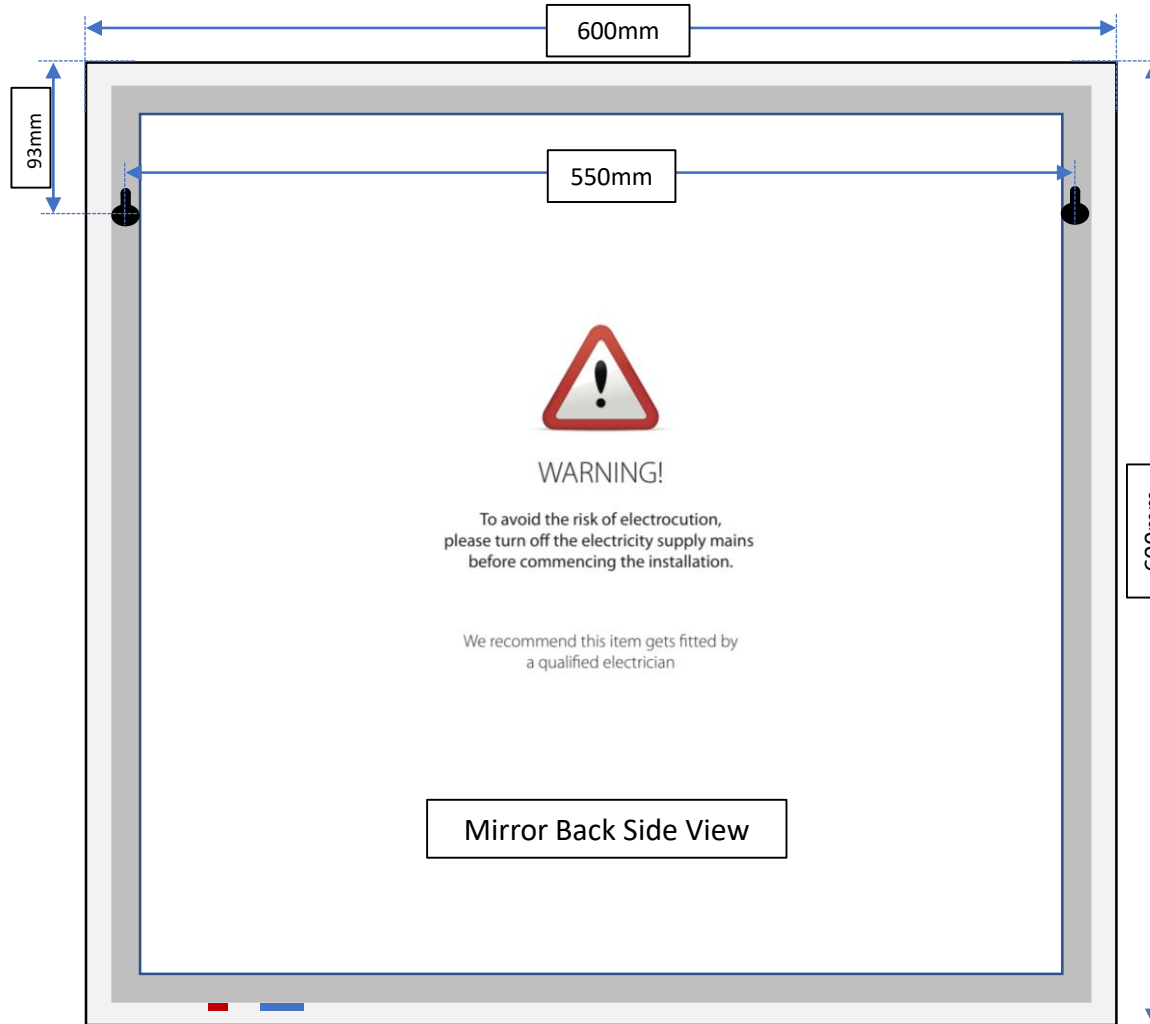 600mm
93mm
550mm
WARNING!
To avoid the risk of electrocution,
please turn off the electricity supply mains
before commencing the installation.
600mm
We recommend this item gets fitted by
a qualified electrician
Mirror Back Side View